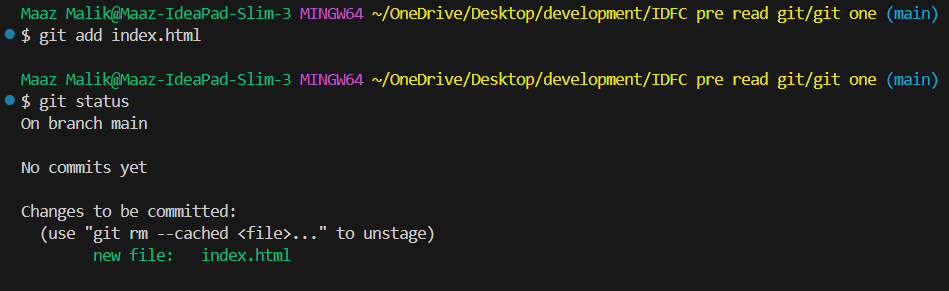 Maaz Malik@Maaz-IdeaPad-Slim-3 MINGW64 ~/OneDrive/Desktop/development/IDFC pre read git/git one (main)
$ git add index.html
Maaz Malik@Maaz-IdeaPad-Slim-3 MINGW64 ~/OneDrive/Desktop/development/IDFC pre read git/git one (main)
$ git status
On branch main
No commits yet
Changes to be committed:
(use "git rm --cached <file>..." to unstage)
new file:   index.html